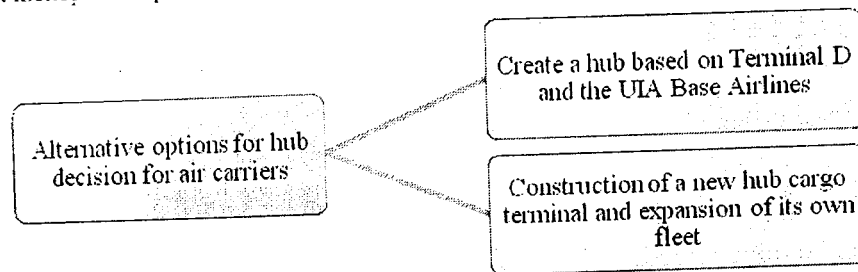 Create a hub based on Terminal D
and the UIA Base Airlines
Alternative options for hub
decision for air carriers
Construction of a new hub cargo
terminal and expansion of its own
fleet